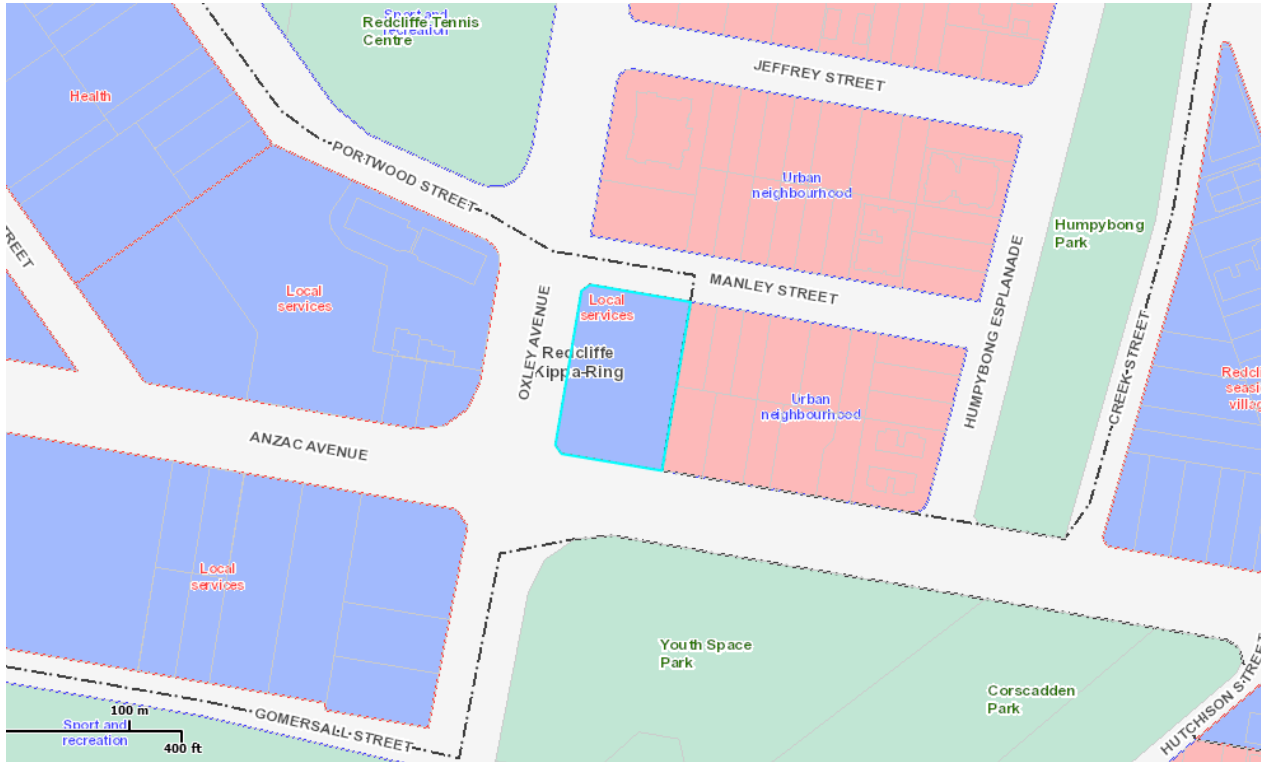 Sport and
recreation
Redcliffe Tennis
Centre
JEFFREY STREET
Health
PORTWOOD STREET
Urban
neighbourhood
Humpybong
Park
STREET
MANLEY STREET
Local
services
Local
services
OXLEY AVENUE
HUMPYBONG ESPLANADE
CREEK STREET
Redcliffe
Kippa-Ring
Urban
neighbourhood
ANZAC AVENUE
Local
services
Youth Space
Park
Corscadden
Park
HUTCHISON STREET
100 m
400 ft
Sport and
recreation
GOMERSALL STREET